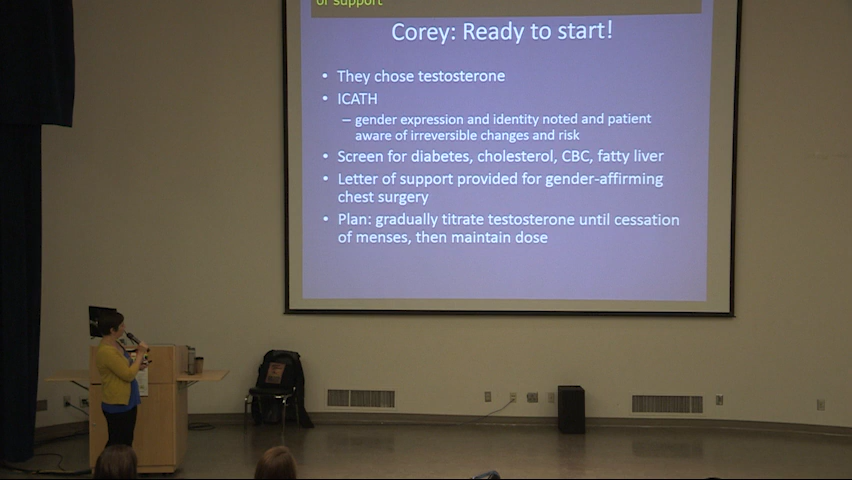 or support
Corey: Ready to start!
• They chose testosterone
• ICATH
– gender expression and identity noted and patient
aware of irreversible changes and risk
• Screen for diabetes, cholesterol, CBC, fatty liver
• Letter of support provided for gender-affirming
chest surgery
• Plan: gradually titrate testosterone until cessation
of menses, then maintain dose